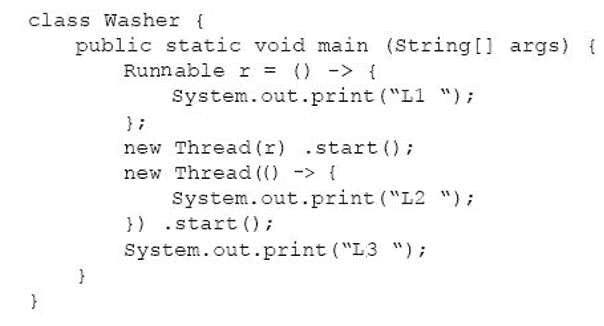 class Washer {
    public static void main (String[] args) {
        Runnable r = () -> {
            System.out.print(“L1 “);
        };
        new Thread(r) .start();
        new Thread(() -> {
            System.out.print(“L2 “);
        }) .start();
        System.out.print(“L3 “);
    }
}